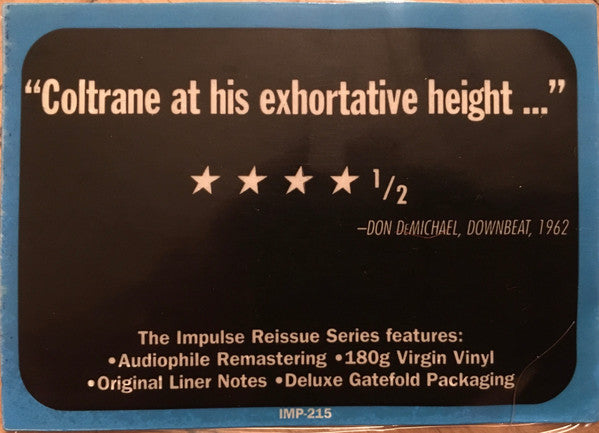 “Coltrane at his exhortative height ...”
★ ★ ★ ★ 1/2
—DON DEMICHAEL, DOWNBEAT, 1962
The Impulse Reissue Series features:
•Audiophile Remastering •180g Virgin Vinyl
•Original Liner Notes •Deluxe Gatefold Packaging
IMP-215